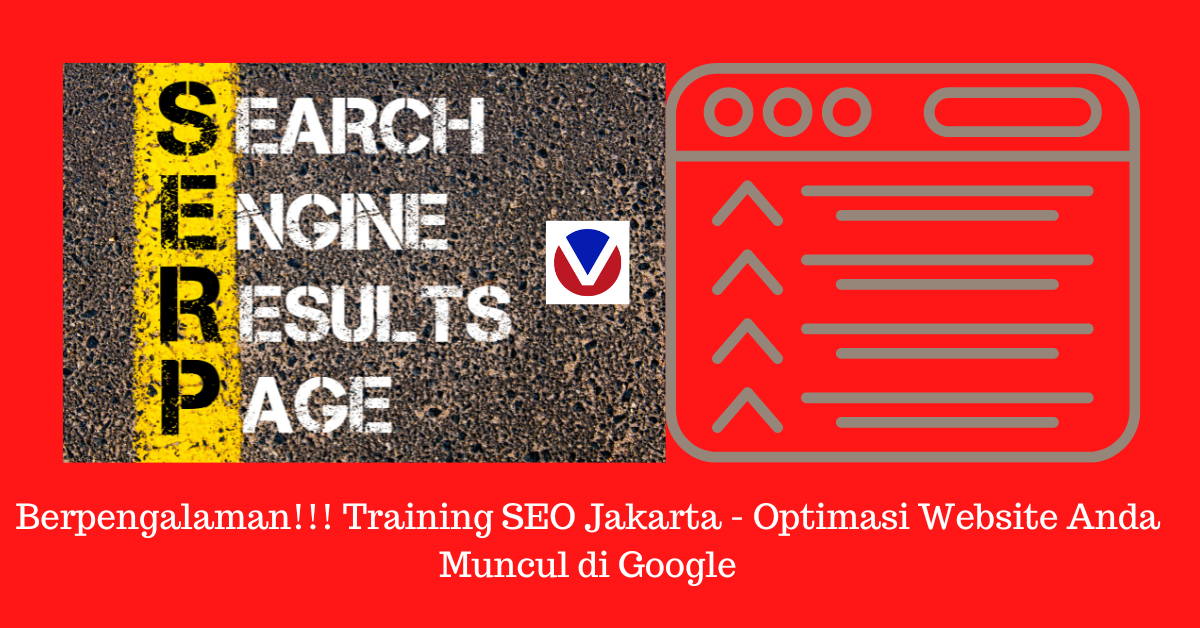 SEARCH
ENGINE
RESULTS
PAGE
Berpengalaman!!! Training SEO Jakarta - Optimasi Website Anda
Muncul di Google